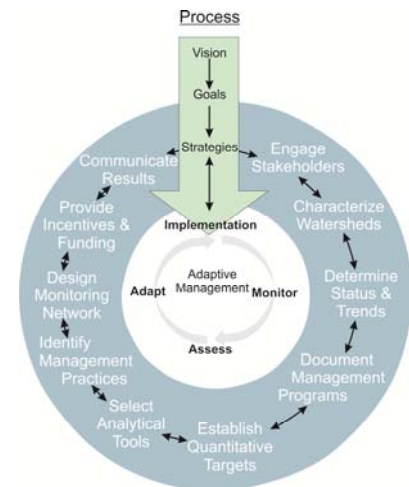 Process
Vision
Goals
Strategies
Engage
Stakeholders
Characterize
Watersheds
Determine
Status &
Trends
Document
Management
Programs
Establish
Quantitative
Targets
Select
Analytical
Tools
Identify
Management
Practices
Design
Monitoring
Network
Provide
Incentives &
Funding
Communicate
Results
Implementation
Adaptive
Management
Monitor
Assess
Adapt